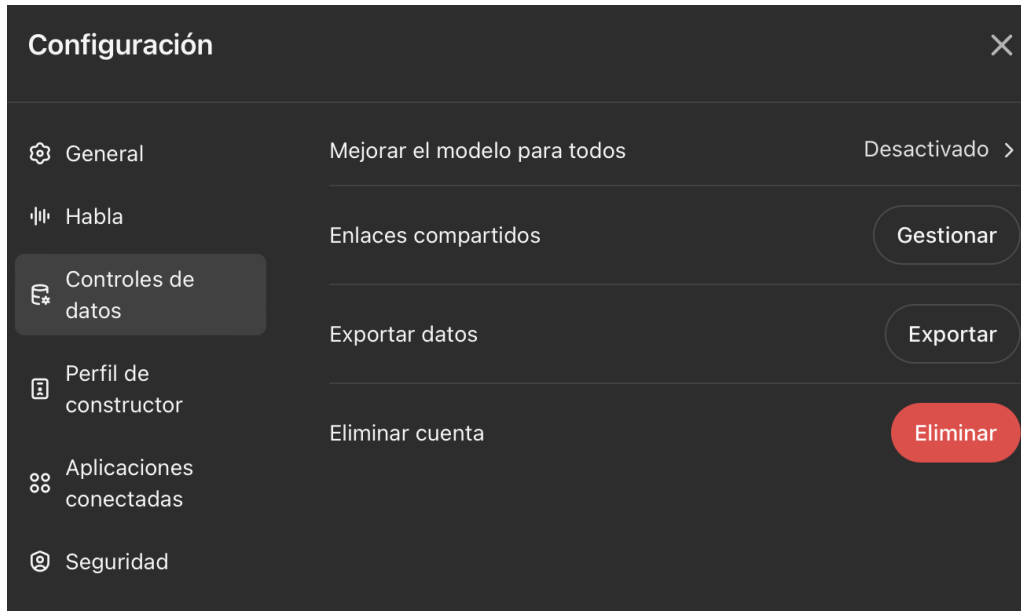 Configuración
General
Habla
Controles de
datos
Perfil de
constructor
Aplicaciones
conectadas
Seguridad
Mejorar el modelo para todos
Desactivado
Enlaces compartidos
Gestionar
Exportar datos
Exportar
Eliminar cuenta
Eliminar